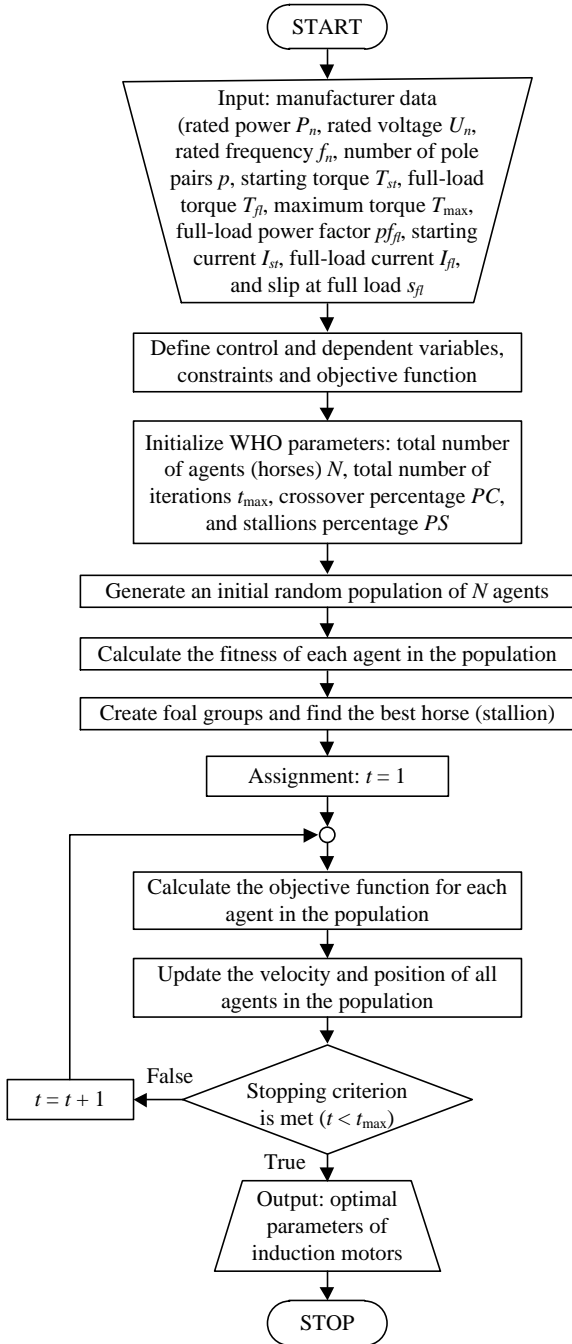 START
Input: manufacturer data
(rated power Pn, rated voltage Un,
rated frequency fn, number of pole
pairs p, starting torque Tst, full-load
torque Tfl, maximum torque Tmax,
full-load power factor pffl, starting
current Ist, full-load current Ifl,
and slip at full load sfl
Define control and dependent variables,
constraints and objective function
Initialize WHO parameters: total number
of agents (horses) N, total number of
iterations tmax, crossover percentage PC,
and stallions percentage PS
Generate an initial random population of N agents
Calculate the fitness of each agent in the population
Create foal groups and find the best horse (stallion)
Assignment: t = 1
Calculate the objective function for each
agent in the population
Update the velocity and position of all
agents in the population
False
t = t + 1
Stopping criterion
is met (t < tmax)
True
Output: optimal
parameters of
induction motors
STOP